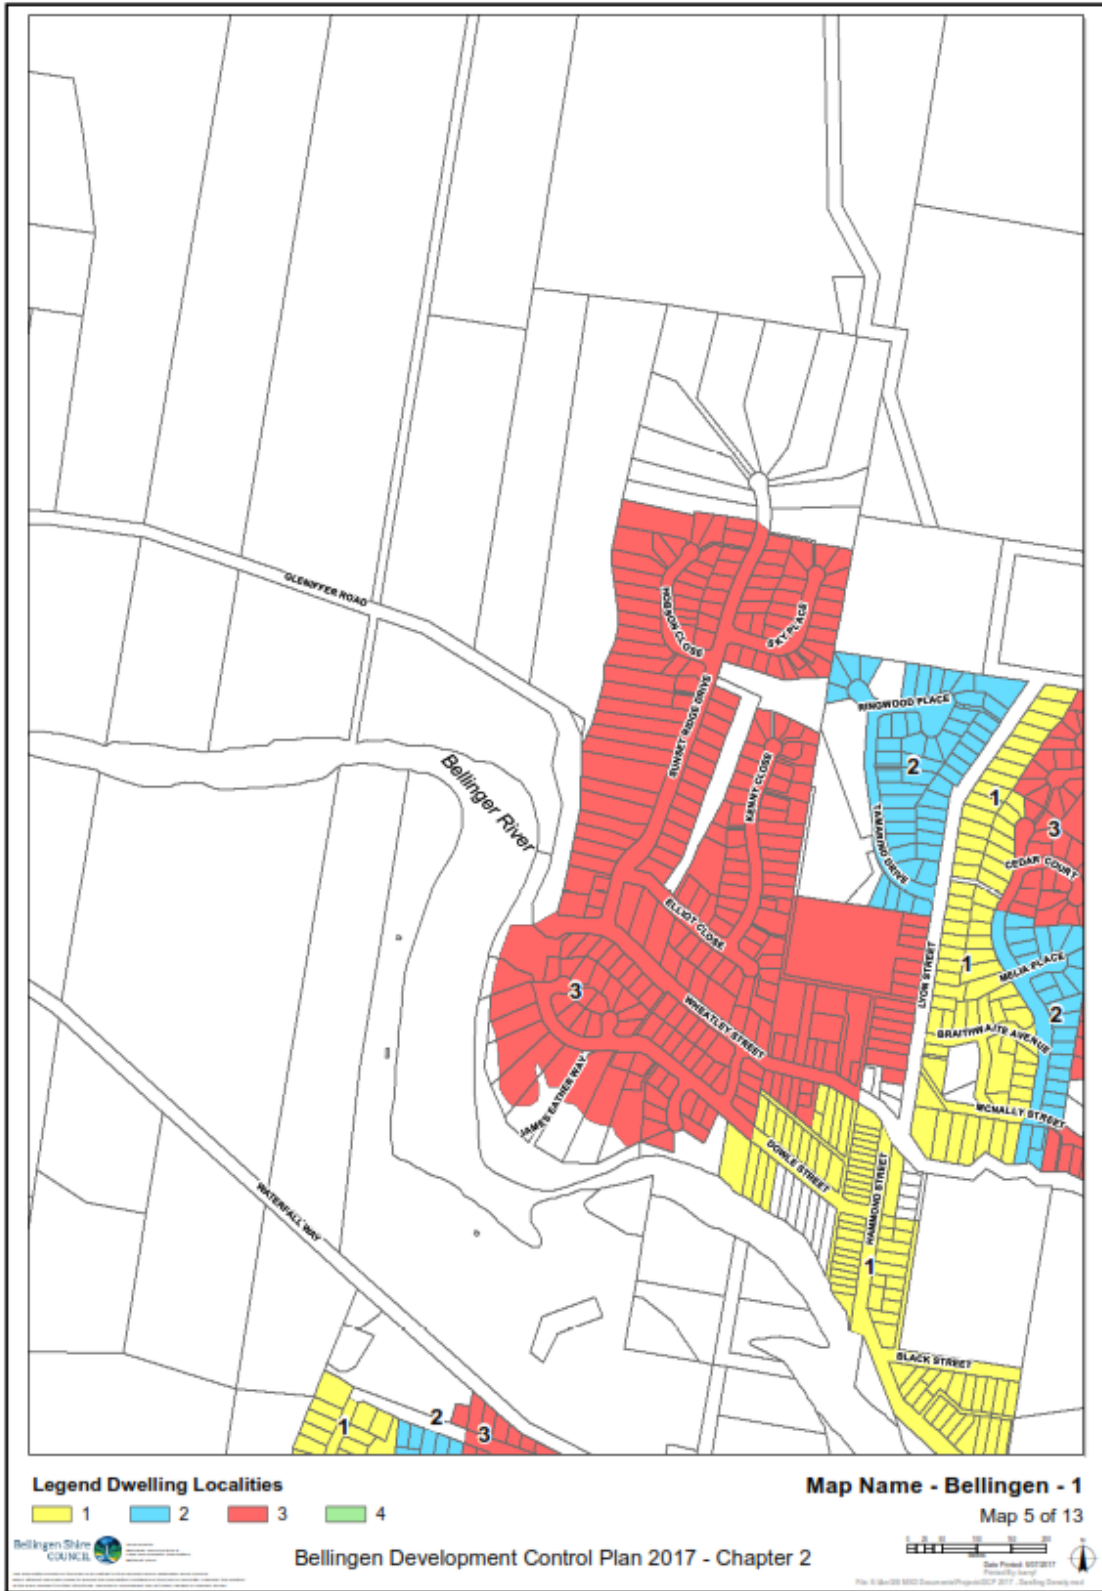 GLENIFFER ROAD
HOBSON CLOSE
SKY PLACE
SUNSET RIDGE DRIVE
RINGWOOD PLACE
2
KENNY CLOSE
1
Bellinger River
TAMARIND DRIVE
3
CEDAR COURT
ELLIOT CLOSE
LYON STREET
1
MELIA PLACE
3
WHEATLEY STREET
2
BRAITHWAITE AVENUE
JAMES EATHER WAY
MCNALLY STREET
DOWLE STREET
HAMMOND STREET
WATERFALL WAY
1
BLACK STREET
2
1
3
Legend Dwelling Localities
1 2 3 4
Map Name - Bellingen - 1
Map 5 of 13
Bellingen Shire
COUNCIL
Bellingen Development Control Plan 2017 - Chapter 2